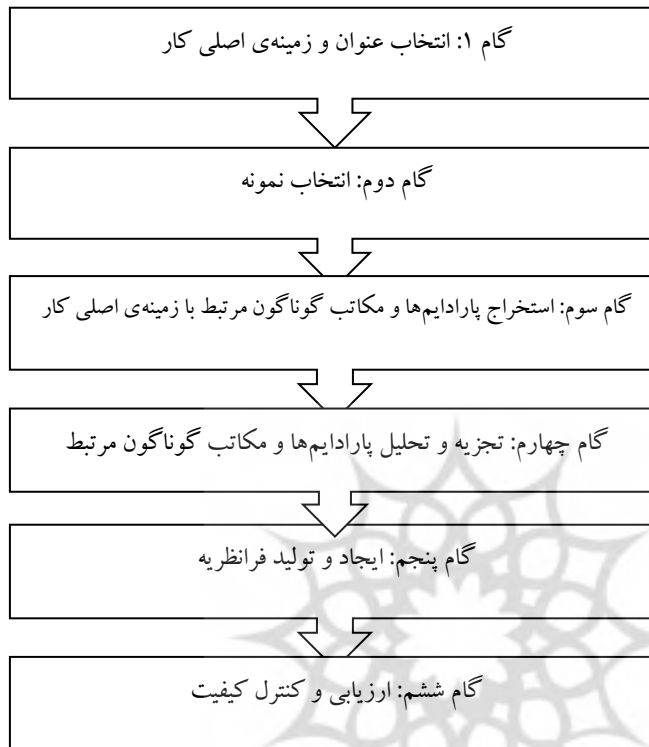 گام ۱: انتخاب عنوان و زمینه‌ی اصلی کار
گام دوم: انتخاب نمونه
گام سوم: استخراج پارادایم‌ها و مکاتب گوناگون مرتبط با زمینه‌ی اصلی کار
گام چهارم: تجزیه و تحلیل پارادایم‌ها و مکاتب گوناگون مرتبط
گام پنجم: ایجاد و تولید فرانظریه
گام ششم: ارزیابی و کنترل کیفیت